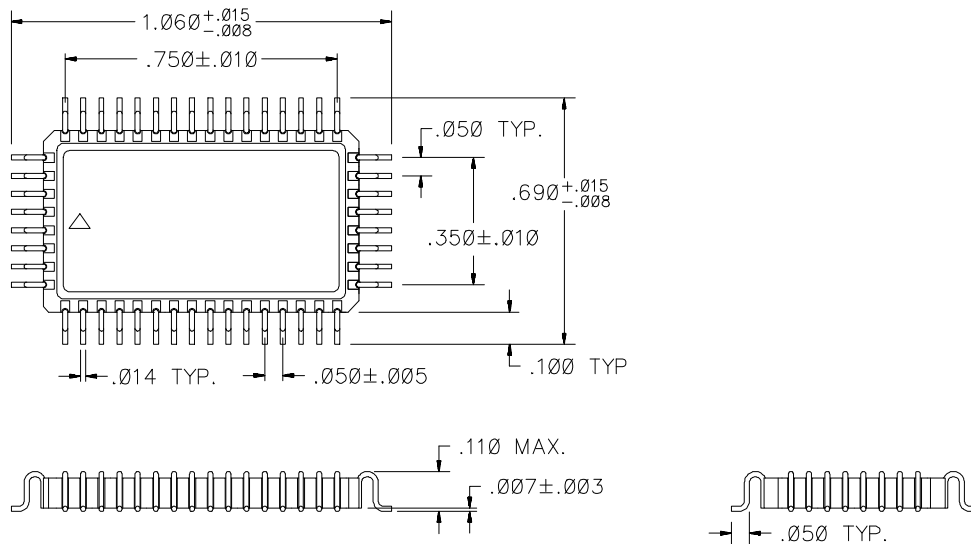 1.060 +.015 -.008
.750±.010
.050 TYP.
.690 +.015 -.008
.350±.010
.014 TYP.
.050±.005
.100 TYP
.110 MAX.
.007±.003
.050 TYP.